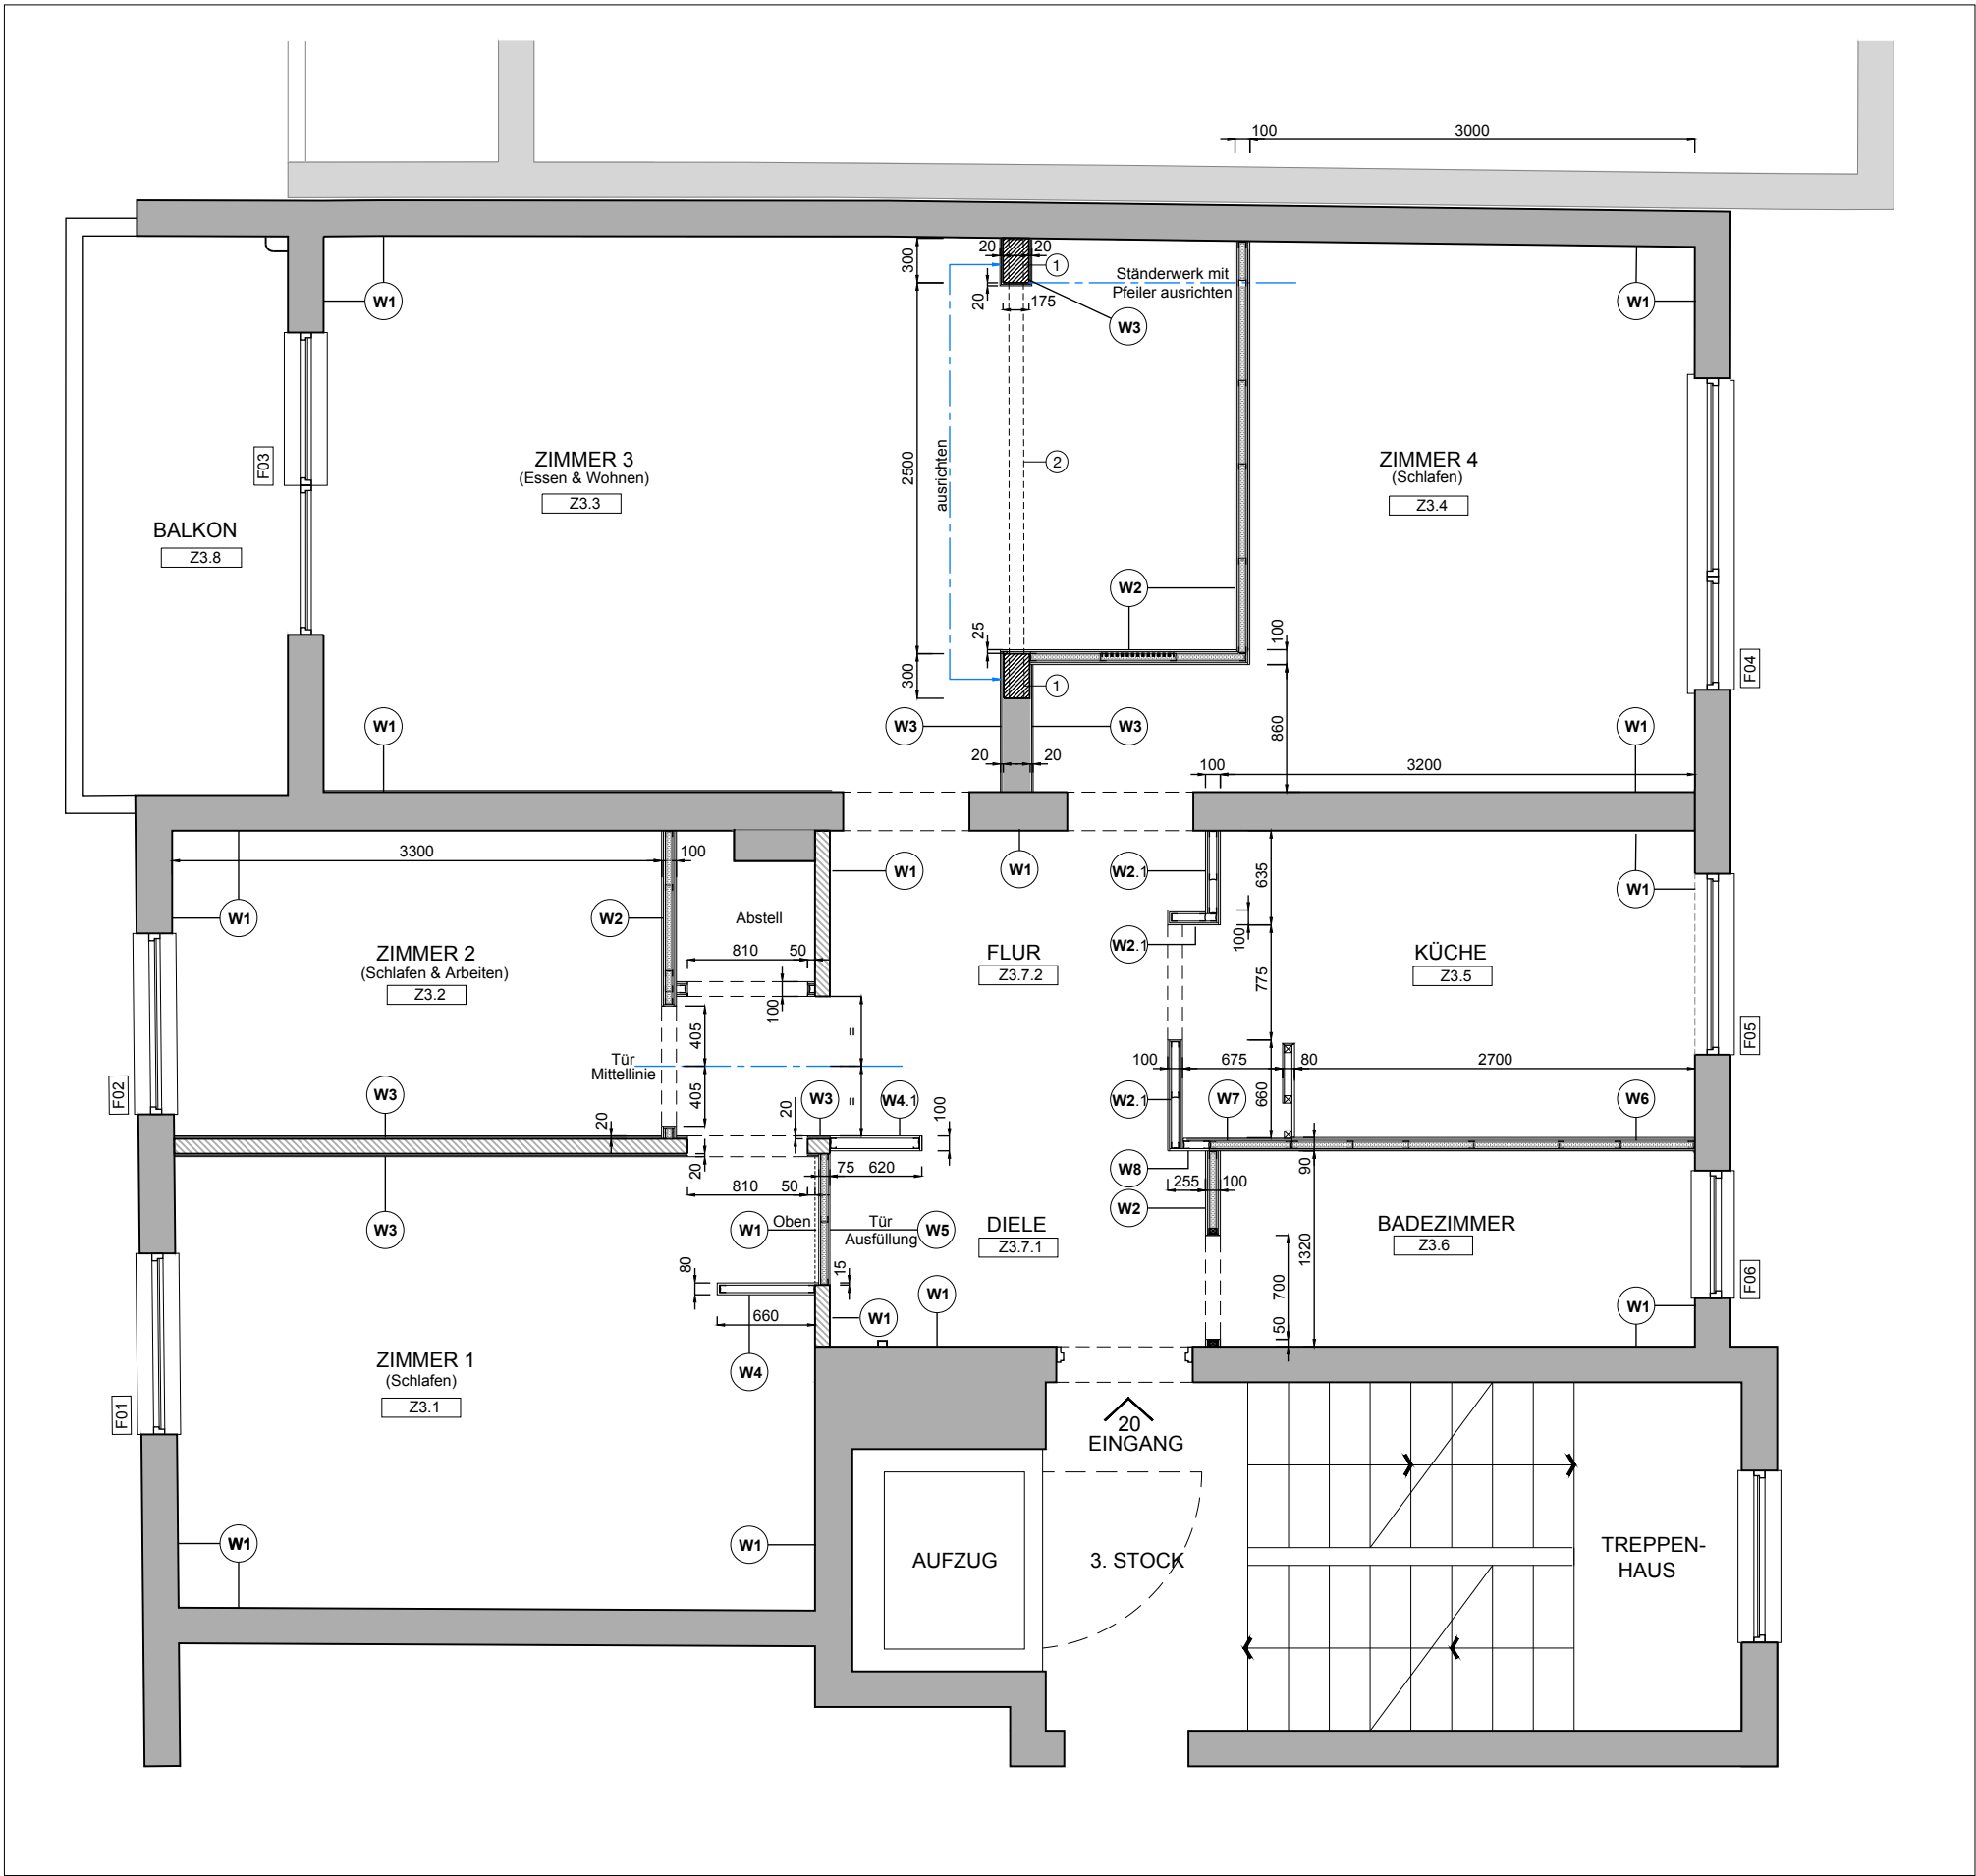 100 3000
20 20
300
1
Ständerwerk mit
Pfeiler ausrichten
W1
W1
20
175
W3
F03
ZIMMER 3
(Essen & Wohnen)
Z3.3
2500
ausrichten
2
ZIMMER 4
(Schlafen)
Z3.4
BALKON
Z3.8
W2
25
100
300
1
F04
W1
W3
W3
860
W1
20 20
100 3200
3300 100
W1
W1
W2.1
635
W1
W1
W2
Abstell
W2.1
100
ZIMMER 2
(Schlafen & Arbeiten)
Z3.2
810 50
FLUR
Z3.7.2
KÜCHE
Z3.5
775
100
405
=
F05
Tür
Mittellinie
100 675 80 2700
F02
W3
405
=
20
W3
W4.1
100
W2.1
W7
660
W6
20
20
75 620
W8
90
810 50
255 100
W2
W3
W1
Oben
Tür
Ausfüllung
W5
DIELE
Z3.7.1
BADEZIMMER
Z3.6
1320
80
15
700
F06
W1
W1
W1
660
50
ZIMMER 1
(Schlafen)
Z3.1
W4
F01
20
EINGANG
W1
W1
AUFZUG
3. STOCK
TREPPEN-
HAUS